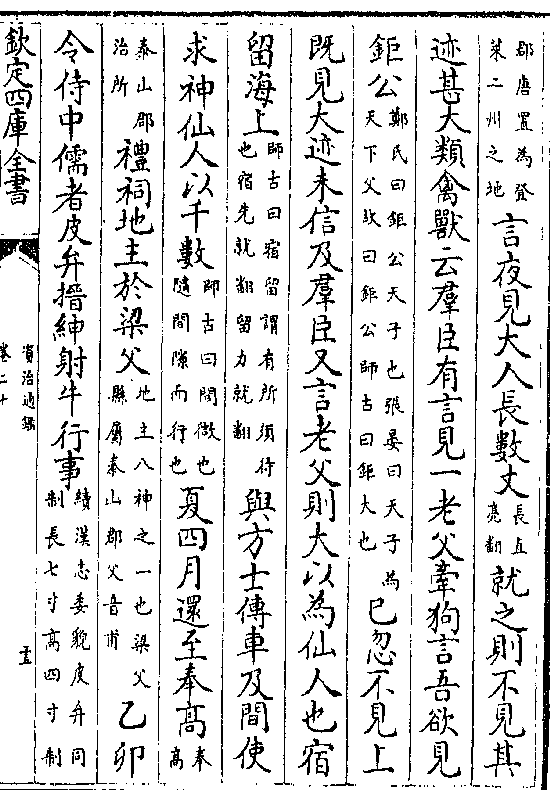 郡唐置為登萊二州之地言夜見大人長數丈長直亮翻就之則不見其
迹甚大類禽獸云羣臣有言見一老父牽狗言吾欲見
鉅公鄭氏曰鉅公天子也張晏曰天子為天下父故曰鉅公師古曰鉅大也已忽不見上
既見大迹未信及羣臣又言老父則大以為仙人也宿
留海上師古曰宿留謂有所須待也宿先就翻留力就翻與方士傳車及間使
求神仙人以千數師古曰間微也隨間隙而行也夏四月還至奉髙奉高
泰山郡治所禮祠地主於梁父地主八神之一也梁父縣屬泰山郡父音甫乙卯
令侍中儒者皮弁搢紳射牛行事續漢志委貌皮弁同制長七寸高四寸制
欽定四庫全書
資治通鑑
卷二十